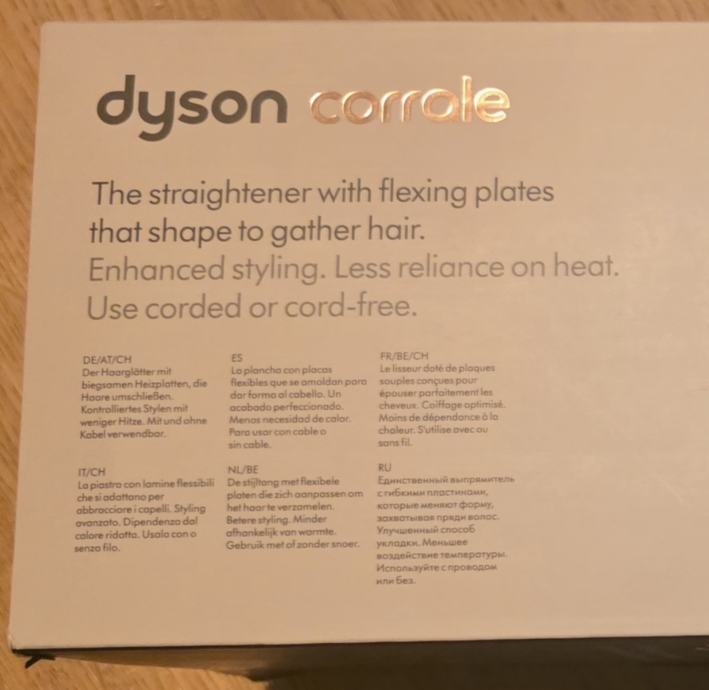 dyson corrale
The straightener with flexing plates
that shape to gather hair.
Enhanced styling. Less reliance on heat.
Use corded or cord-free.
DE/AT/CH
Der Haarglätter mit
biegsamen Heizplatten, die
Haare umschließen.
Kontrolliertes Stylen mit
weniger Hitze. Mit und ohne
Kabel verwendbar.
ES
La plancha con placas
flexibles que se amoldan para
dar forma al cabello. Un
acabado perfeccionado.
Menos necesidad de calor.
Para usar con cable o
sin cable.
FR/BE/CH
Le lisseur doté de plaques
souples conçues pour
épouser parfaitement les
cheveux. Coiffage optimisé.
Moins de dépendance à la
chaleur. S'utilise avec ou
sans fil.
IT/CH
La piastra con lamine flessibili
che si adattano per
abbracciare i capelli. Styling
avanzato. Dipendenza dal
calore ridotta. Usala con o
senza filo.
NL/BE
De stijltang met flexibele
platen die zich aanpassen om
het haar te verzamelen.
Betere styling. Minder
afhankelijk van warmte.
Gebruik met of zonder snoer.
RU
Единственный выпрямитель
с гибкими пластинами,
которые меняют форму,
захватывая пряди волос.
Улучшенный способ
укладки. Меньшее
воздействие температуры.
Используйте с проводом
или без.